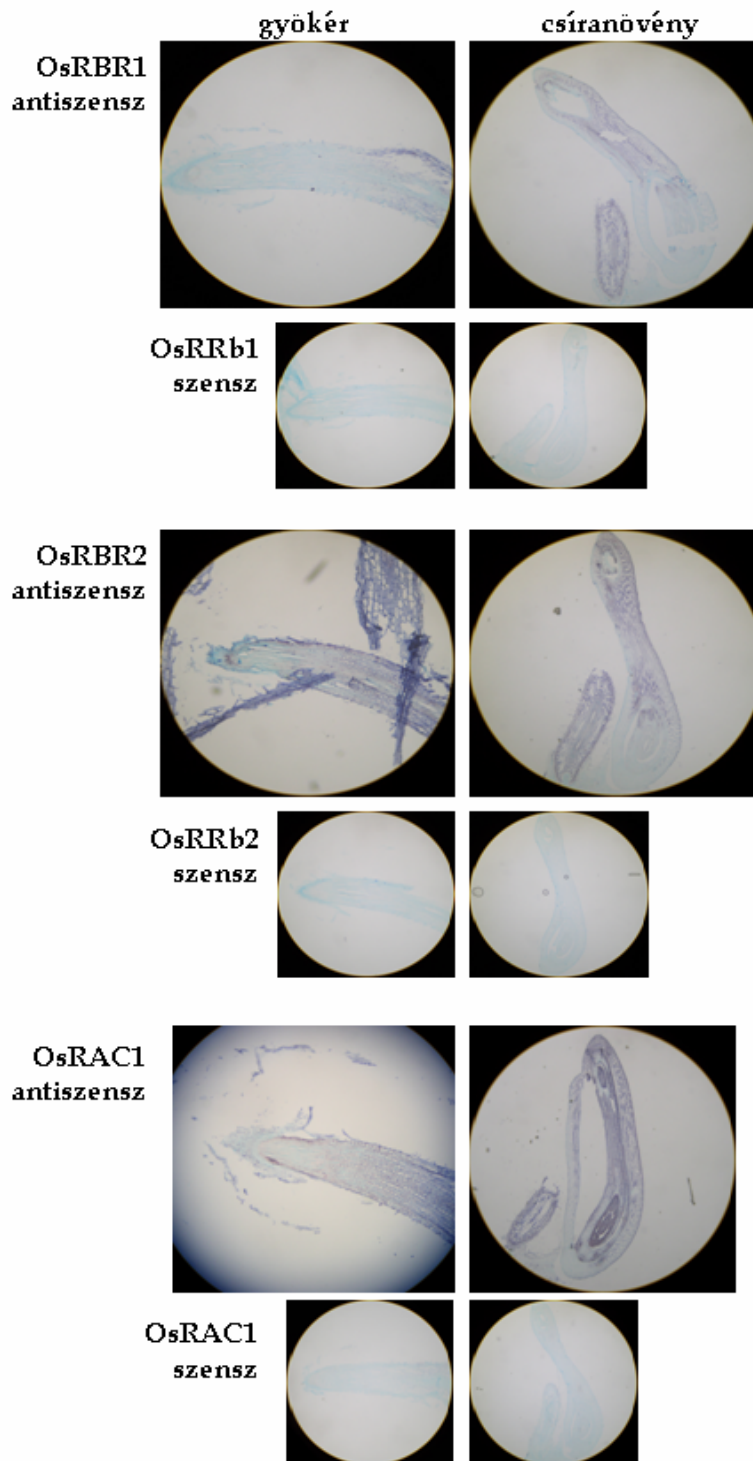 gyökér csíranövény
OsRBR1
antiszensz
OsRRb1
szensz
OsRBR2
antiszensz
OsRRb2
szensz
OsRAC1
antiszensz
OsRAC1
szensz